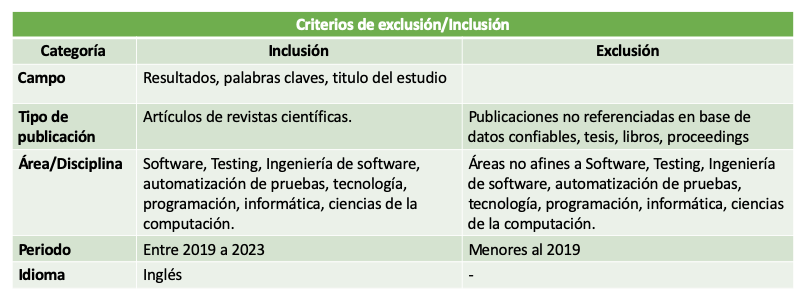 Criterios de exclusión/Inclusión
Categoría Inclusión Exclusión
Campo Resultados, palabras claves, titulo del estudio
Tipo de publicación Artículos de revistas científicas. Publicaciones no referenciadas en base de
datos confiables, tesis, libros, proceedings
Área/Disciplina Software, Testing, Ingeniería de software,
automatización de pruebas, tecnología,
programación, informática, ciencias de la
computación.
Áreas no afines a Software, Testing, Ingeniería
de software, automatización de pruebas,
tecnología, programación, informática, ciencias
de la computación.
Periodo Entre 2019 a 2023 Menores al 2019
Idioma Inglés -